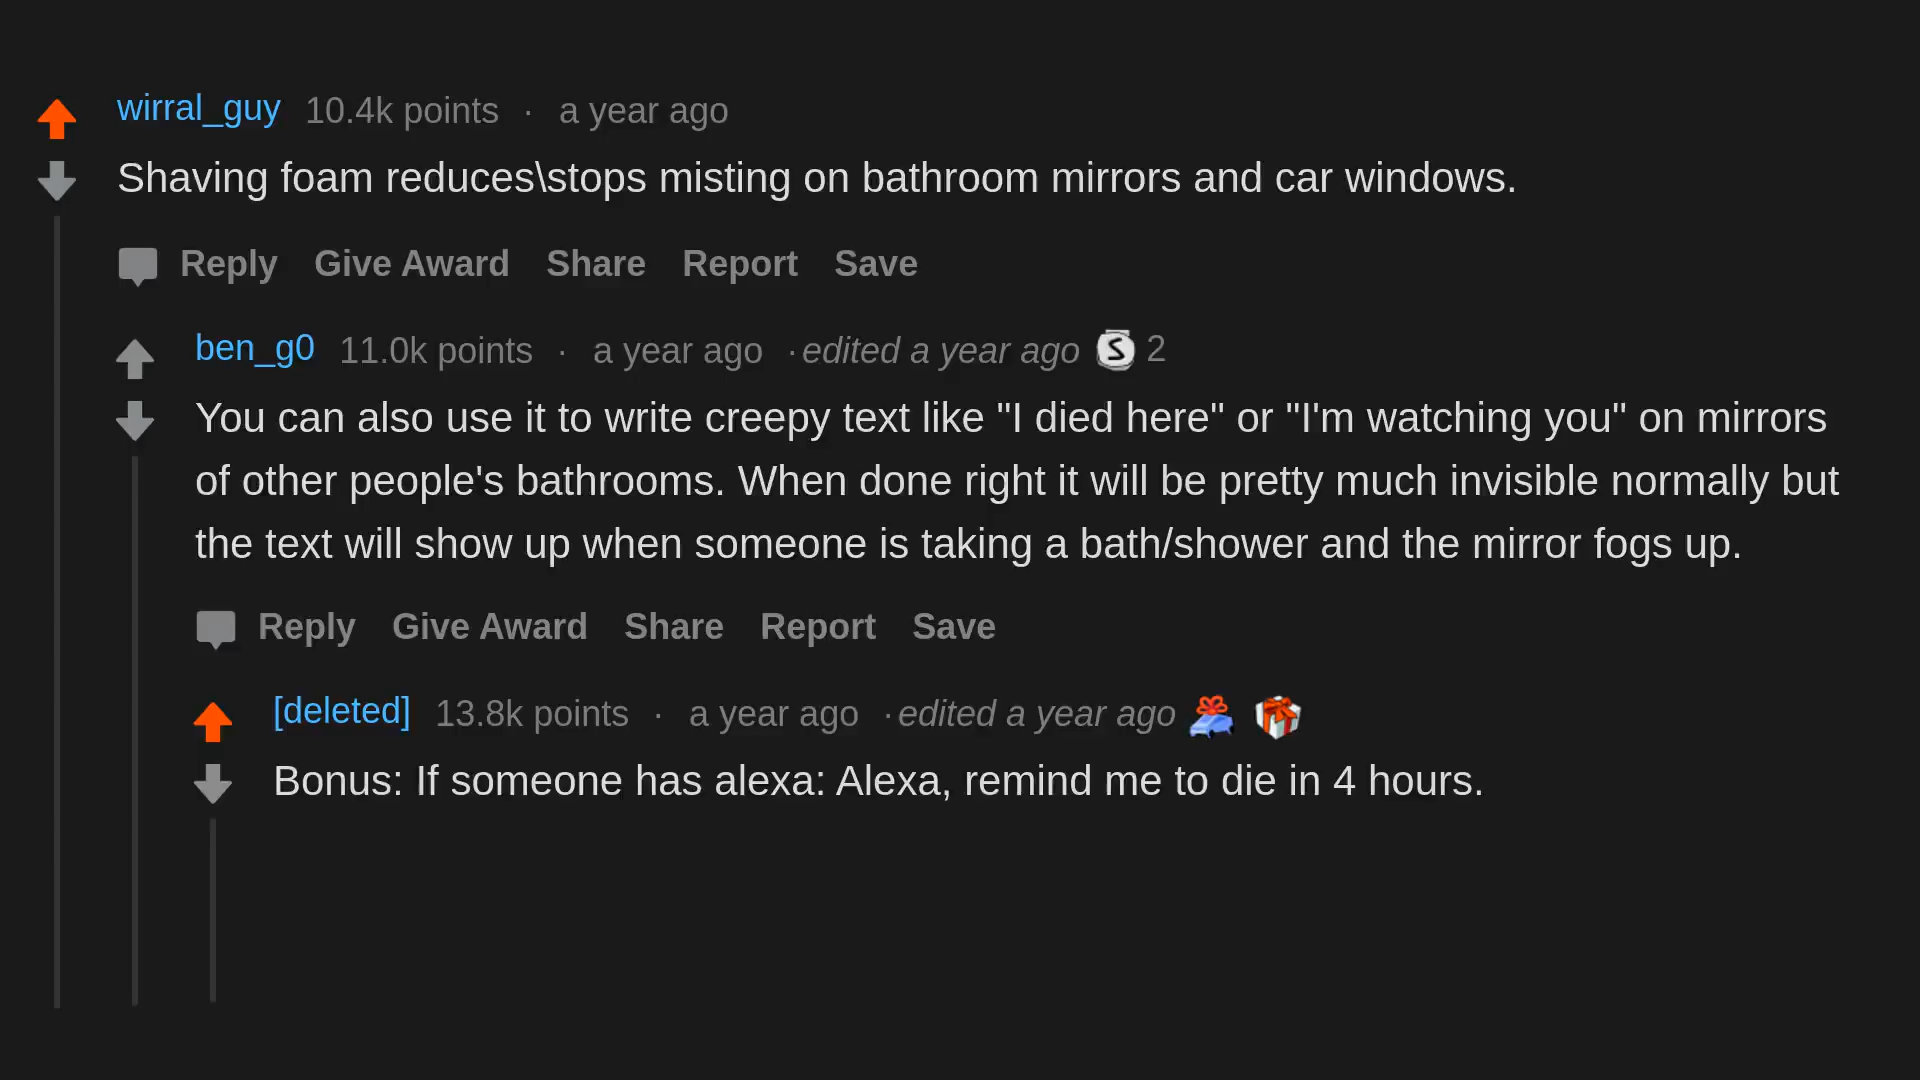 wirral_guy 10.4k points · a year ago
Shaving foam reduces\stops misting on bathroom mirrors and car windows.
Reply Give Award Share Report Save
ben_g0 11.0k points · a year ago ·edited a year ago S 2
You can also use it to write creepy text like "I died here" or "I'm watching you" on mirrors
of other people's bathrooms. When done right it will be pretty much invisible normally but
the text will show up when someone is taking a bath/shower and the mirror fogs up.
Reply Give Award Share Report Save
[deleted] 13.8k points · a year ago ·edited a year ago
Bonus: If someone has alexa: Alexa, remind me to die in 4 hours.